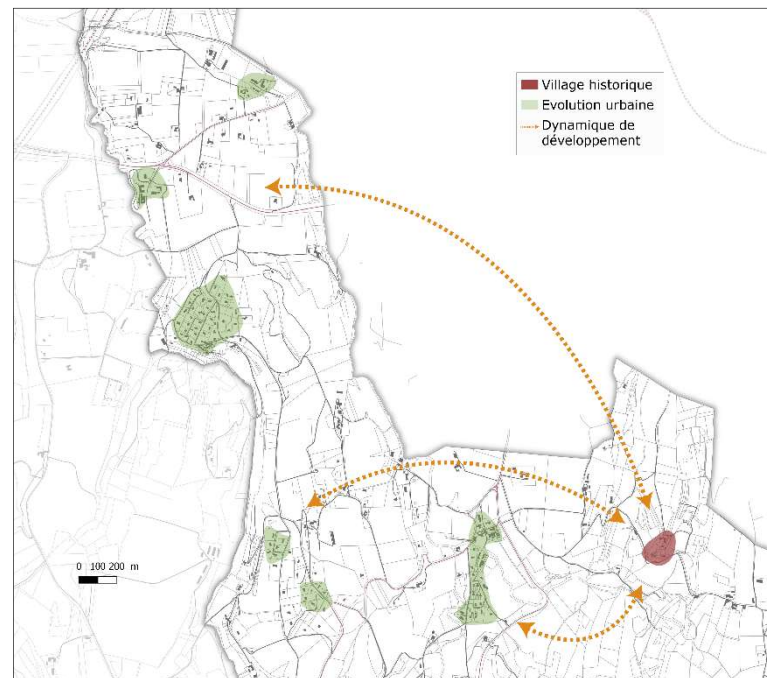 Village historique
Evolution urbaine
Dynamique de
développement
0 100 200 m